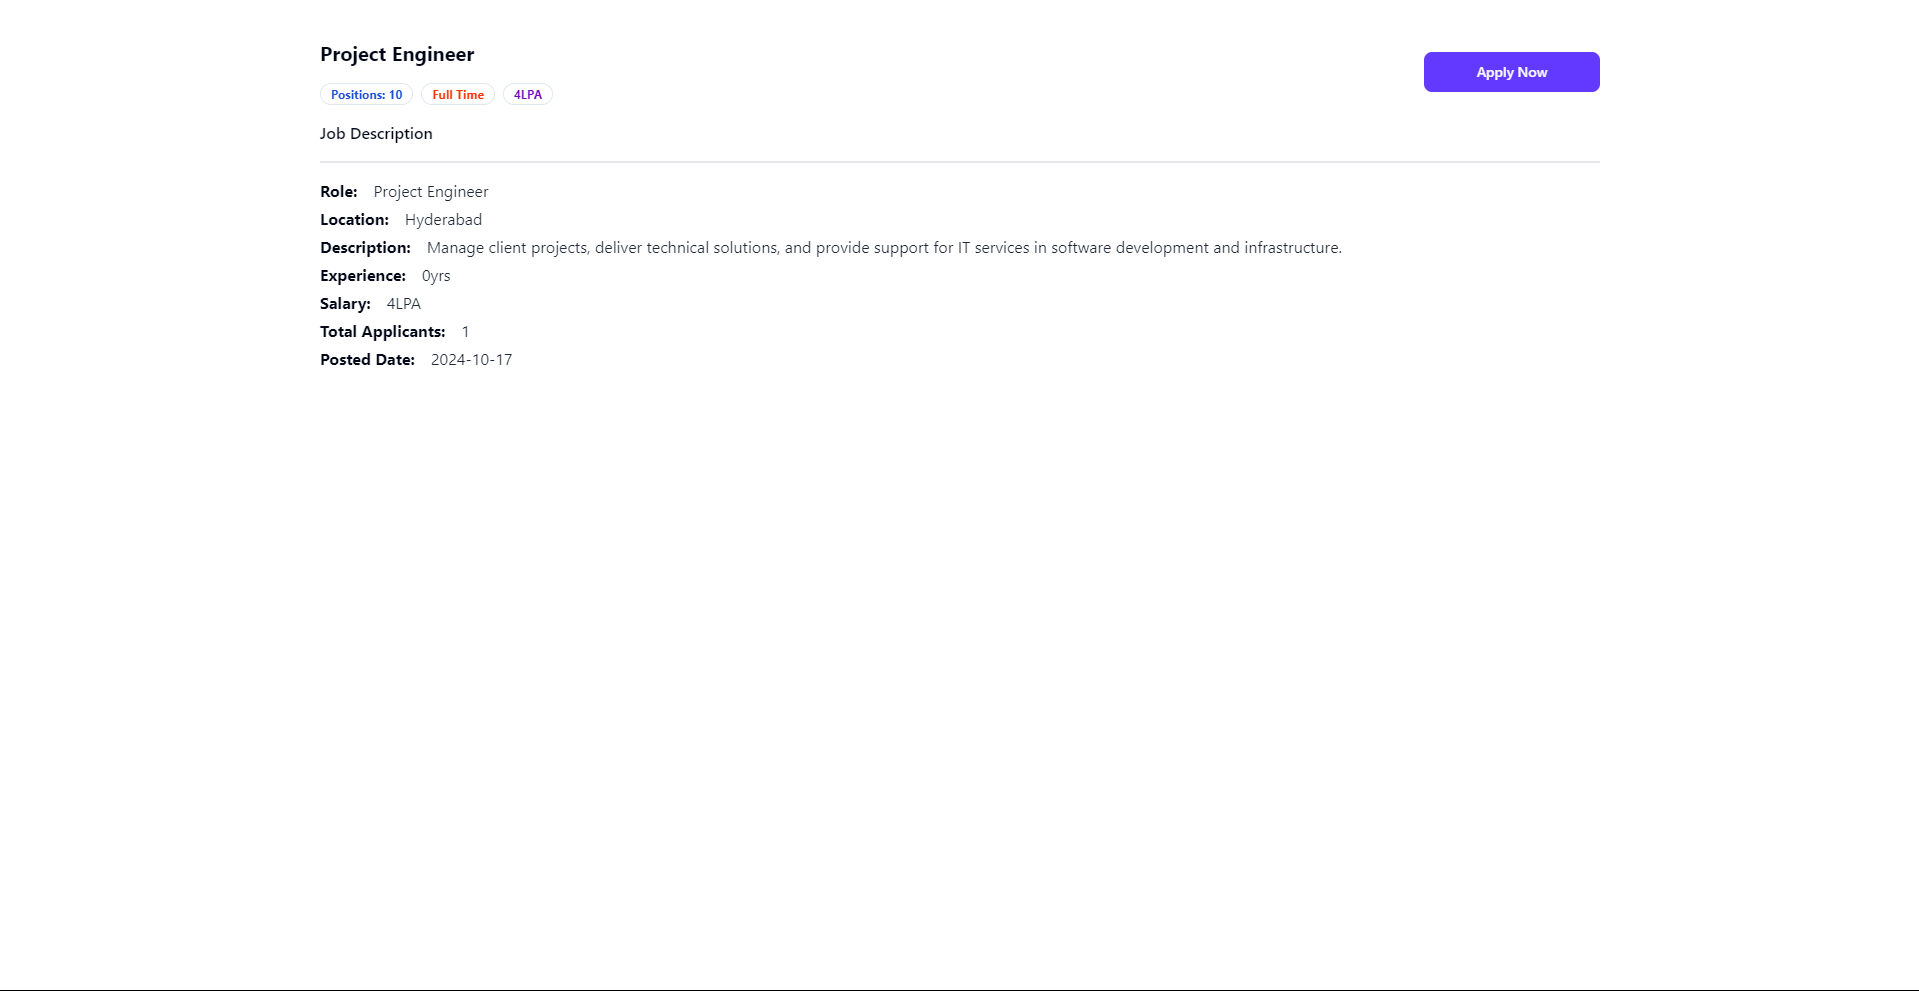 Project Engineer
Apply Now
Positions: 10 Full Time 4LPA
Job Description
Role: Project Engineer
Location: Hyderabad
Description: Manage client projects, deliver technical solutions, and provide support for IT services in software development and infrastructure.
Experience: 0yrs
Salary: 4LPA
Total Applicants: 1
Posted Date: 2024-10-17